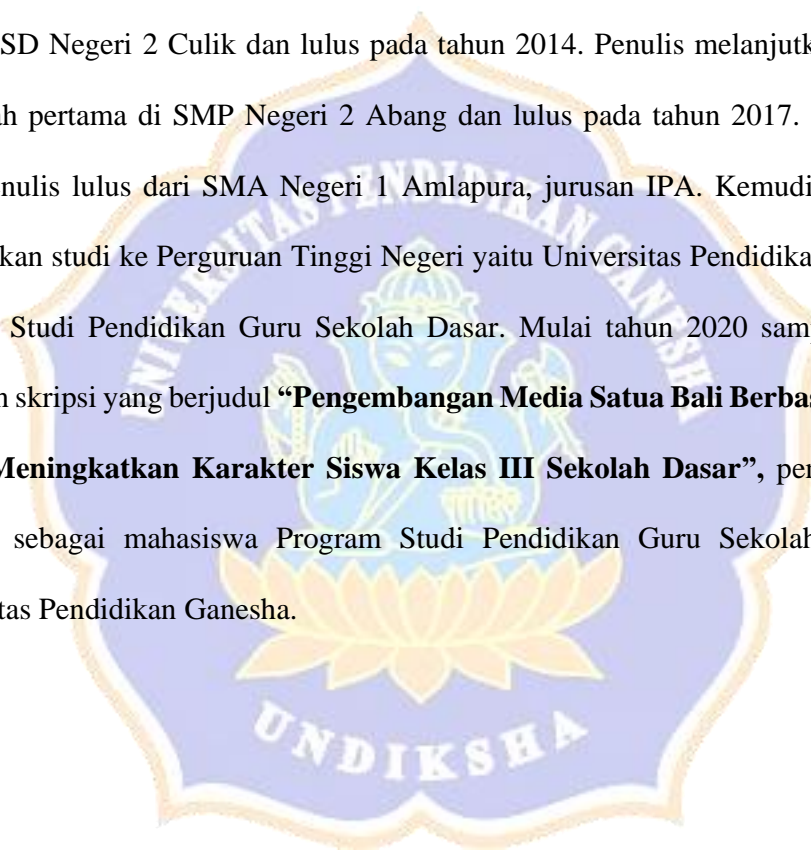 SD Negeri 2 Culik dan lulus pada tahun 2014. Penulis melanjutk
ah pertama di SMP Negeri 2 Abang dan lulus pada tahun 2017.
nulis lulus dari SMA Negeri 1 Amlapura, jurusan IPA. Kemudi
kan studi ke Perguruan Tinggi Negeri yaitu Universitas Pendidika
Studi Pendidikan Guru Sekolah Dasar. Mulai tahun 2020 sam
n skripsi yang berjudul “Pengembangan Media Satua Bali Berbas
Meningkatkan Karakter Siswa Kelas III Sekolah Dasar”, pe
sebagai mahasiswa Program Studi Pendidikan Guru Sekolah
tas Pendidikan Ganesha.
UNIVERSITAS PENDIDIKAN GANESHA
UNDIKSHA